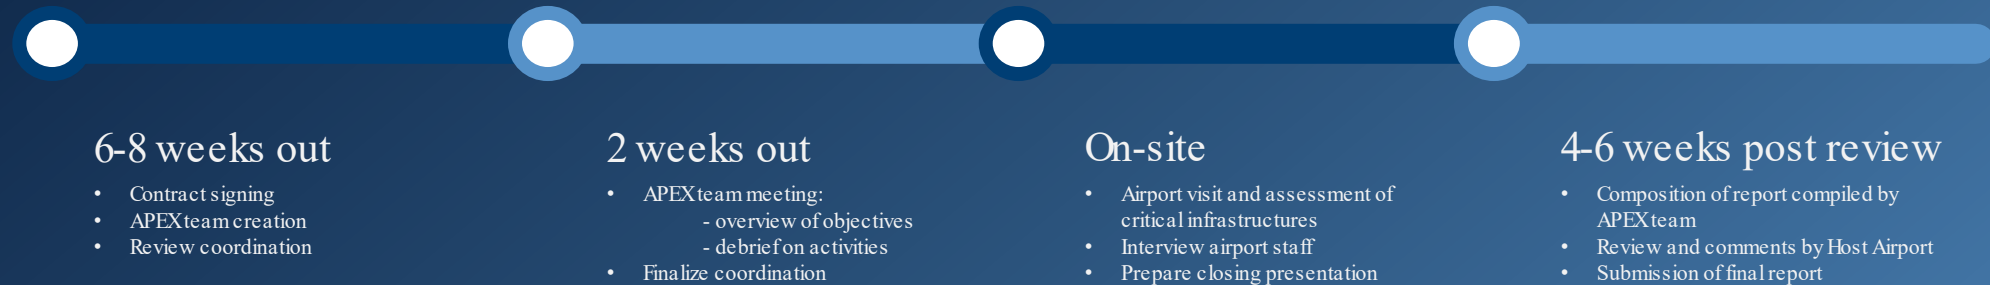 6-8 weeks out
• Contract signing
• APEX team creation
• Review coordination
2 weeks out
• APEX team meeting:
- overview of objectives
- debrief on activities
• Finalize coordination
On-site
• Airport visit and assessment of
critical infrastructures
• Interview airport staff
• Prepare closing presentation
4-6 weeks post review
• Composition of report compiled by
APEX team
• Review and comments by Host Airport
• Submission of final report